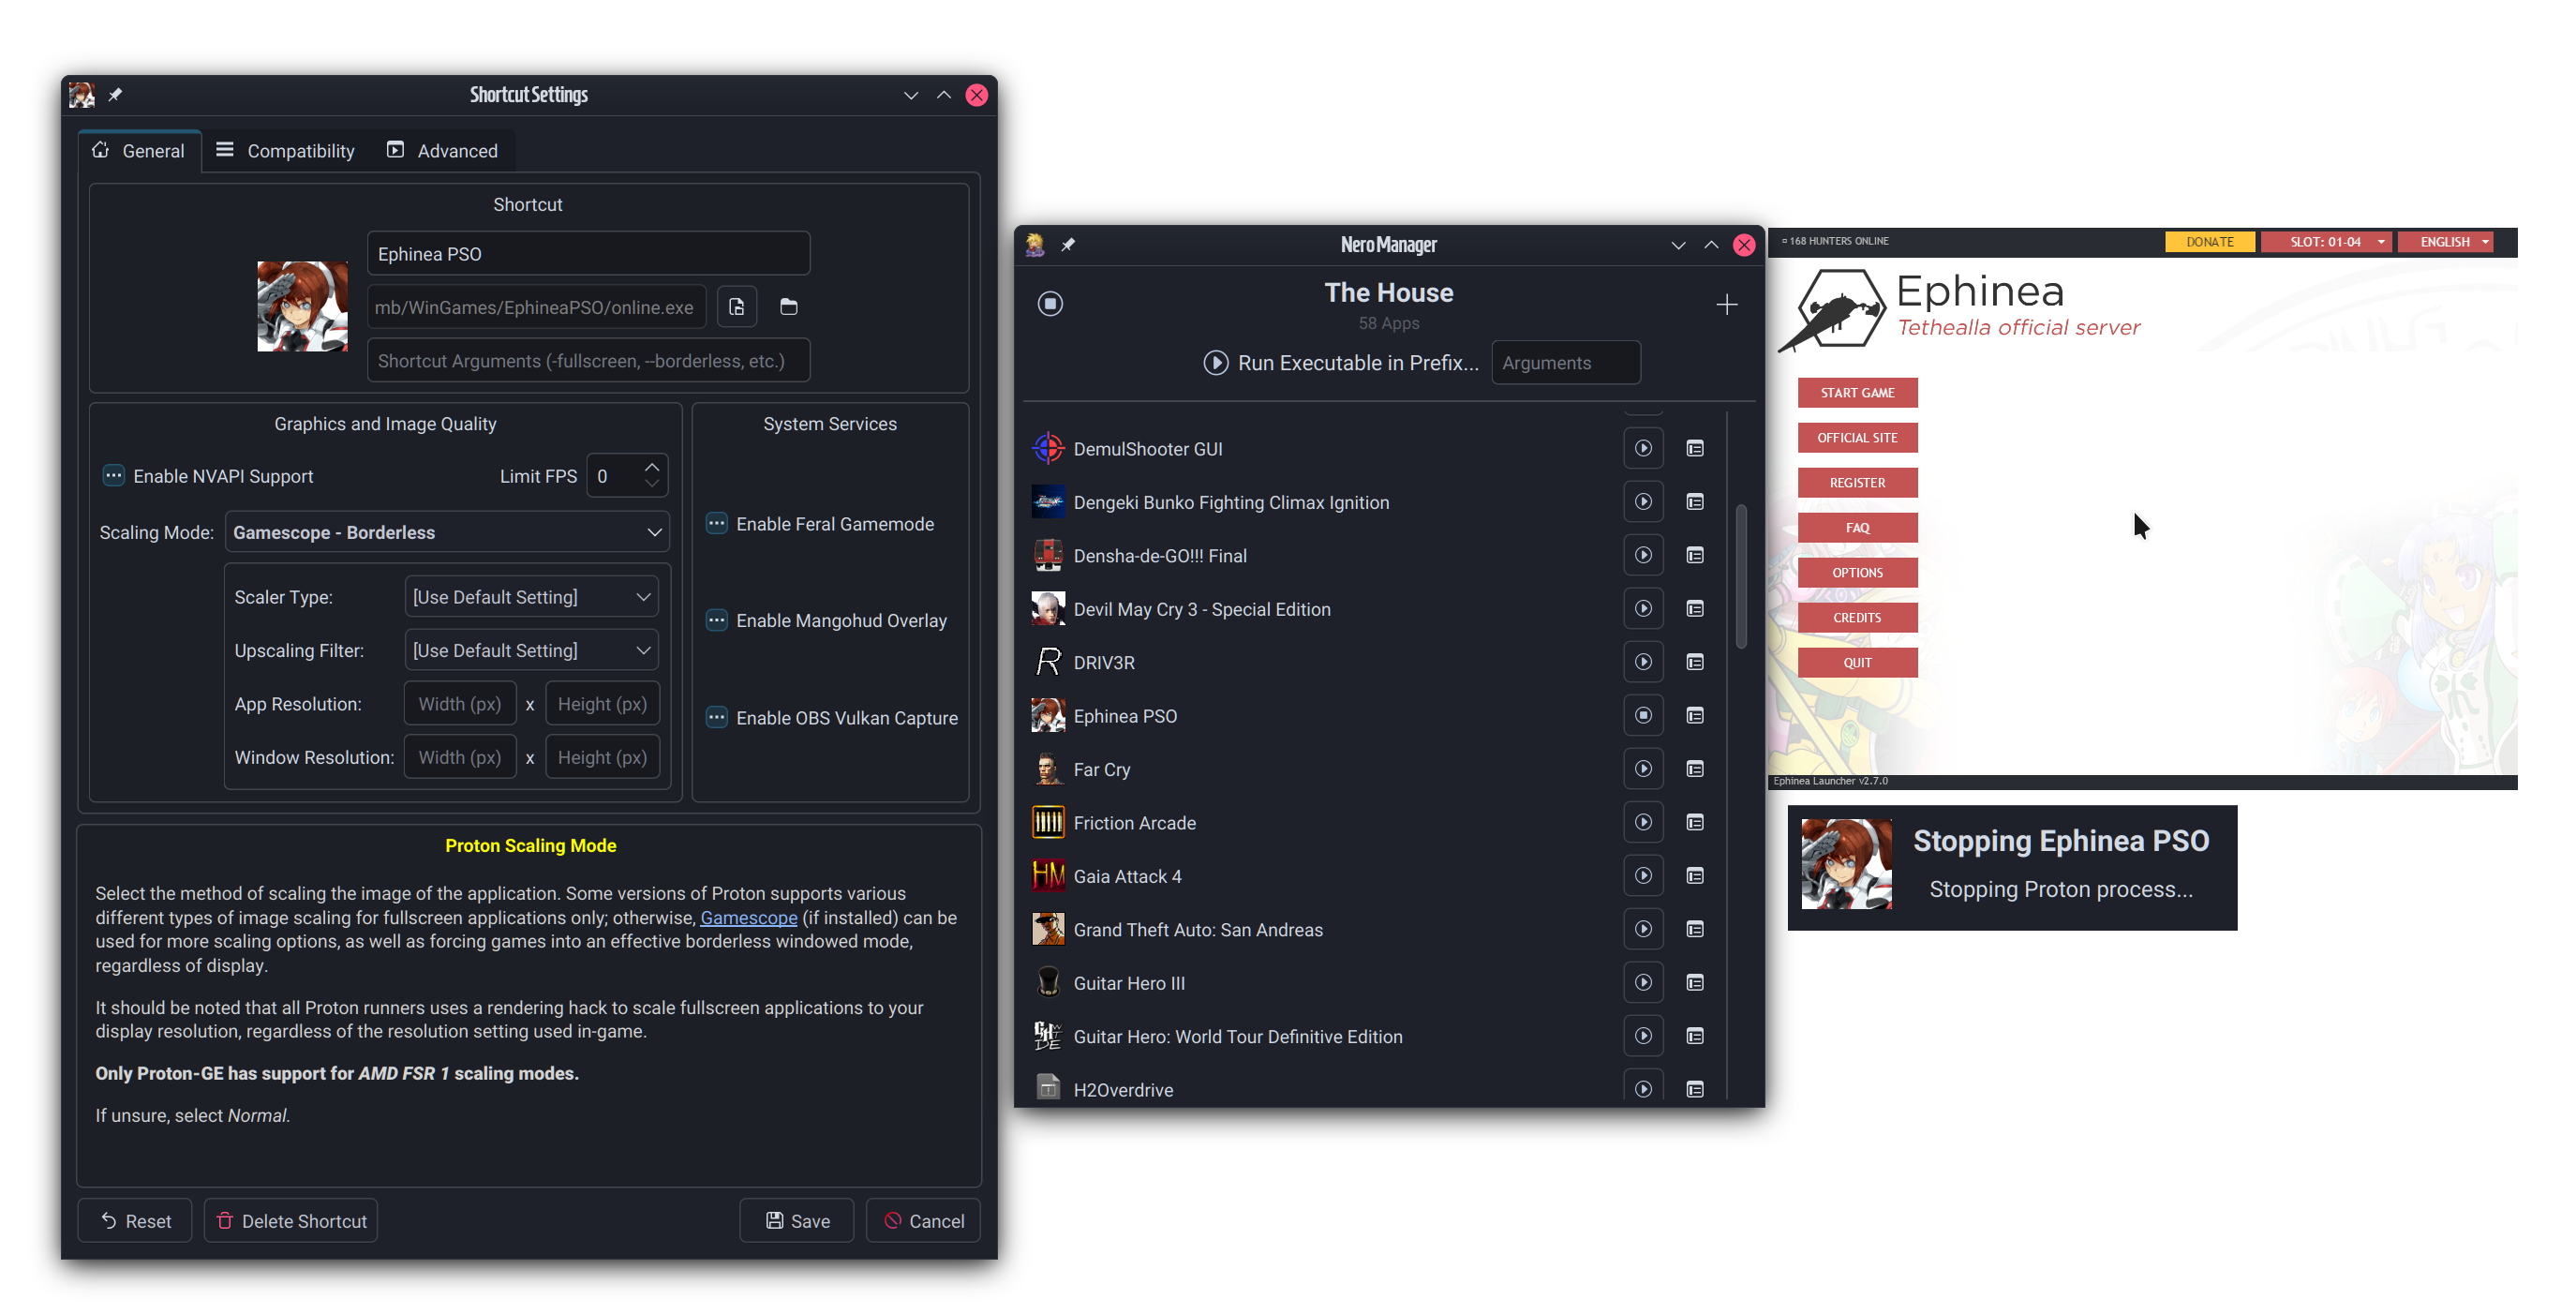 Shortcut Settings
General
Compatibility
Advanced
Shortcut
Ephinea PSO
mb/WinGames/EphineaPSO/online.exe
Shortcut Arguments (-fullscreen, --borderless, etc.)
Graphics and Image Quality
Enable NVAPI Support
Limit FPS
0
Scaling Mode:
Gamescope - Borderless
Scaler Type:
[Use Default Setting]
Upscaling Filter:
[Use Default Setting]
App Resolution:
Width (px)
x
Height (px)
Window Resolution:
Width (px)
x
Height (px)
System Services
Enable Feral Gamemode
Enable Mangohud Overlay
Enable OBS Vulkan Capture
Proton Scaling Mode
Select the method of scaling the image of the application. Some versions of Proton supports various
different types of image scaling for fullscreen applications only; otherwise, Gamescope (if installed) can be
used for more scaling options, as well as forcing games into an effective borderless windowed mode,
regardless of display.
It should be noted that all Proton runners uses a rendering hack to scale fullscreen applications to your
display resolution, regardless of the resolution setting used in-game.
Only Proton-GE has support for AMD FSR 1 scaling modes.
If unsure, select Normal.
Reset
Delete Shortcut
Save
Cancel
Nero Manager
The House
58 Apps
Run Executable in Prefix...
Arguments
DemulShooter GUI
Dengeki Bunko Fighting Climax Ignition
Densha-de-GO!!! Final
Devil May Cry 3 - Special Edition
DRIV3R
Ephinea PSO
Far Cry
Friction Arcade
HM
Gaia Attack 4
Grand Theft Auto: San Andreas
Guitar Hero III
Guitar Hero: World Tour Definitive Edition
H2Overdrive
168 HUNTERS ONLINE
DONATE
SLOT: 01-04
ENGLISH
Ephinea
Tethealla official server
START GAME
OFFICIAL SITE
REGISTER
FAQ
OPTIONS
CREDITS
QUIT
Ephinea Launcher v2.7.0
Stopping Ephinea PSO
Stopping Proton process...